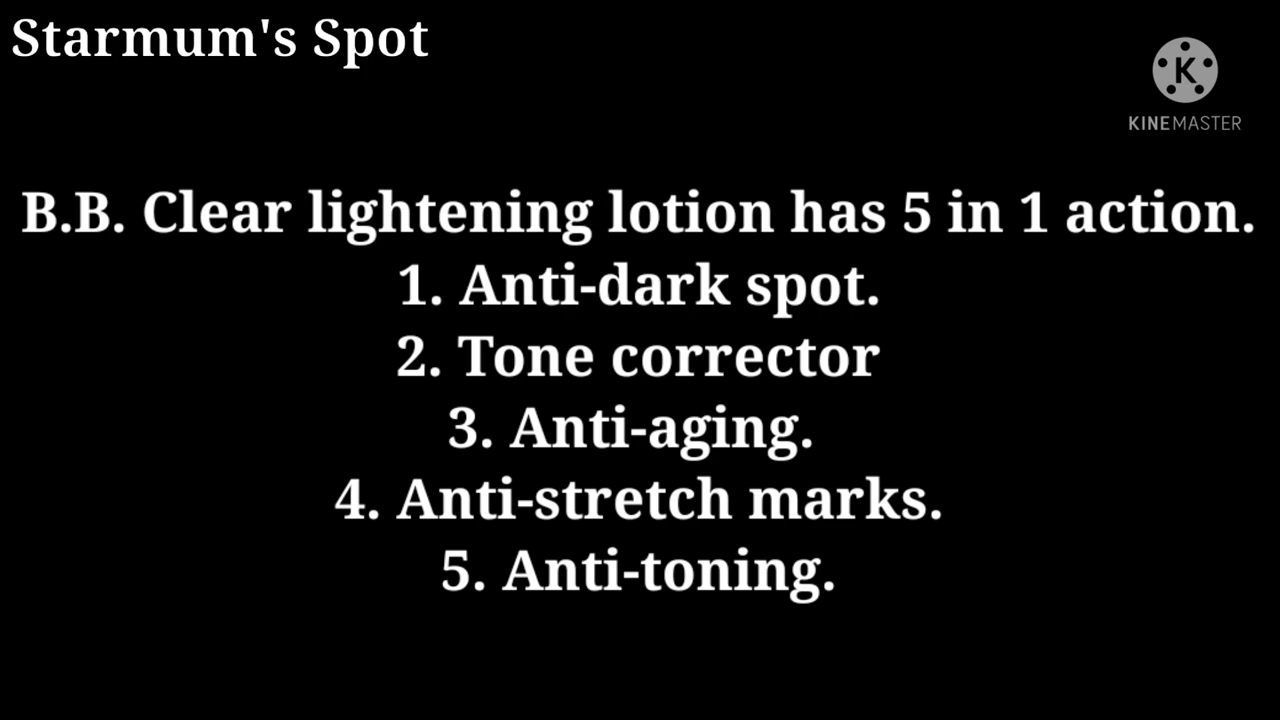 Starmum's Spot
K
KINEMASTER
B.B. Clear lightening lotion has 5 in 1 action.
1. Anti-dark spot.
2. Tone corrector
3. Anti-aging.
4. Anti-stretch marks.
5. Anti-toning.